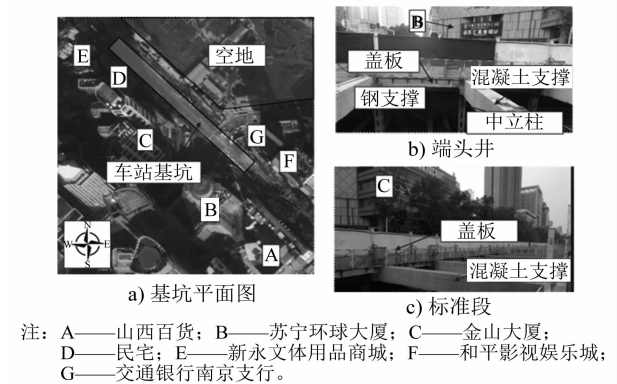 E
D
空地
C
G
F
车站基坑
B
A
N
W
E
S
a) 基坑平面图
B
盖板
混凝土支撑
钢支撑
中立柱
b) 端头井
C
盖板
混凝土支撑
c) 标准段
注：A——山西百货；B——苏宁环球大厦；C——金山大厦；
D——民宅；E——新永文体用品商城；F——和平影视娱乐城；
G——交通银行南京支行。